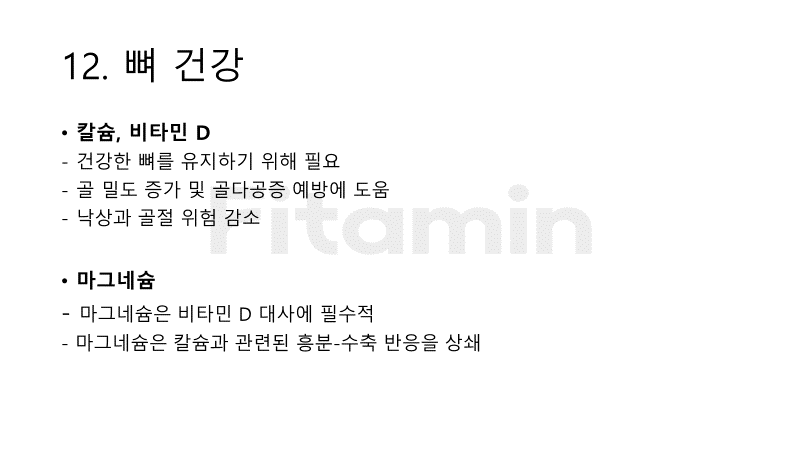 12. 뼈 건강
• 칼슘, 비타민 D
- 건강한 뼈를 유지하기 위해 필요
- 골 밀도 증가 및 골다공증 예방에 도움
- 낙상과 골절 위험 감소
Fitamin
• 마그네슘
- 마그네슘은 비타민 D 대사에 필수적
- 마그네슘은 칼슘과 관련된 흥분-수축 반응을 상쇄